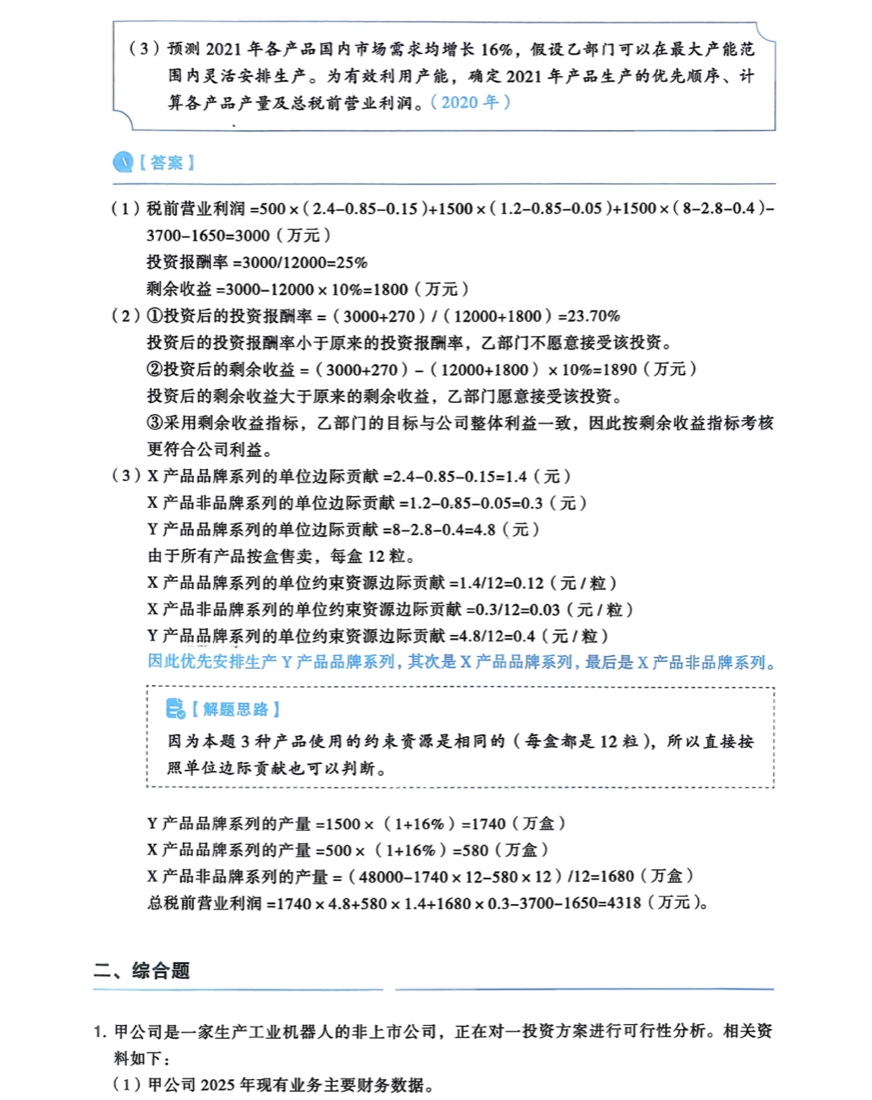 （3）预测 2021 年各产品国内市场需求均增长 16%，假设乙部门可以在最大产能范
围内灵活安排生产。为有效利用产能，确定 2021 年产品生产的优先顺序、计
算各产品产量及总税前营业利润。（2020 年）
【答案】
（1）税前营业利润 =500×（2.4–0.85–0.15）+1500×（1.2–0.85–0.05）+1500×（8–2.8–0.4）–
3700–1650=3000（万元）
投资报酬率 =3000/12000=25%
剩余收益 =3000–12000×10%=1800（万元）
（2）①投资后的投资报酬率 =（3000+270）/（12000+1800）=23.70%
投资后的投资报酬率小于原来的投资报酬率，乙部门不愿意接受该投资。
②投资后的剩余收益 =（3000+270）–（12000+1800）×10%=1890（万元）
投资后的剩余收益大于原来的剩余收益，乙部门愿意接受该投资。
③采用剩余收益指标，乙部门的目标与公司整体利益一致，因此按剩余收益指标考核
更符合公司利益。
（3）X 产品品牌系列的单位边际贡献 =2.4–0.85–0.15=1.4（元）
X 产品非品牌系列的单位边际贡献 =1.2–0.85–0.05=0.3（元）
Y 产品品牌系列的单位边际贡献 =8–2.8–0.4=4.8（元）
由于所有产品按盒售卖，每盒 12 粒。
X 产品品牌系列的单位约束资源边际贡献 =1.4/12=0.12（元 / 粒）
X 产品非品牌系列的单位约束资源边际贡献 =0.3/12=0.03（元 / 粒）
Y 产品品牌系列的单位约束资源边际贡献 =4.8/12=0.4（元 / 粒）
因此优先安排生产 Y 产品品牌系列，其次是 X 产品品牌系列，最后是 X 产品非品牌系列。
【解题思路】
因为本题 3 种产品使用的约束资源是相同的（每盒都是 12 粒），所以直接按
照单位边际贡献也可以判断。
Y 产品品牌系列的产量 =1500×（1+16%）=1740（万盒）
X 产品品牌系列的产量 =500×（1+16%）=580（万盒）
X 产品非品牌系列的产量 =（48000–1740×12–580×12）/12=1680（万盒）
总税前营业利润 =1740×4.8+580×1.4+1680×0.3–3700–1650=4318（万元）。
二、综合题
1. 甲公司是一家生产工业机器人的非上市公司，正在对一投资方案进行可行性分析。相关资
料如下：
（1）甲公司 2025 年现有业务主要财务数据。